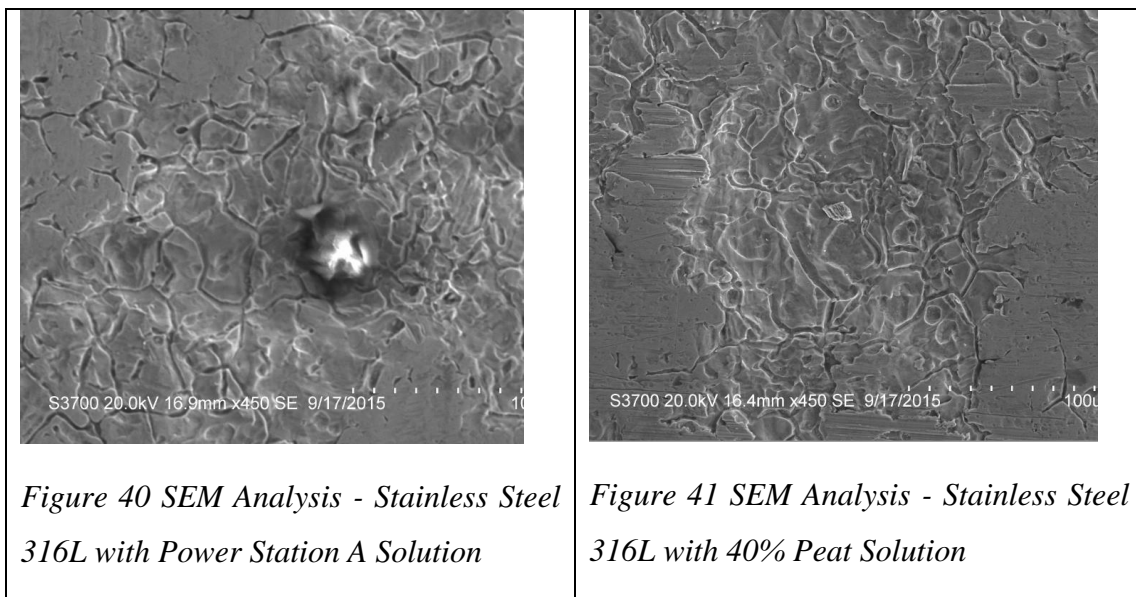 S3700 20.0kV 16.9mm x450 SE 9/17/2015 10
S3700 20.0kV 16.4mm x450 SE 9/17/2015 100u
Figure 40 SEM Analysis - Stainless Steel
316L with Power Station A Solution
Figure 41 SEM Analysis - Stainless Steel
316L with 40% Peat Solution